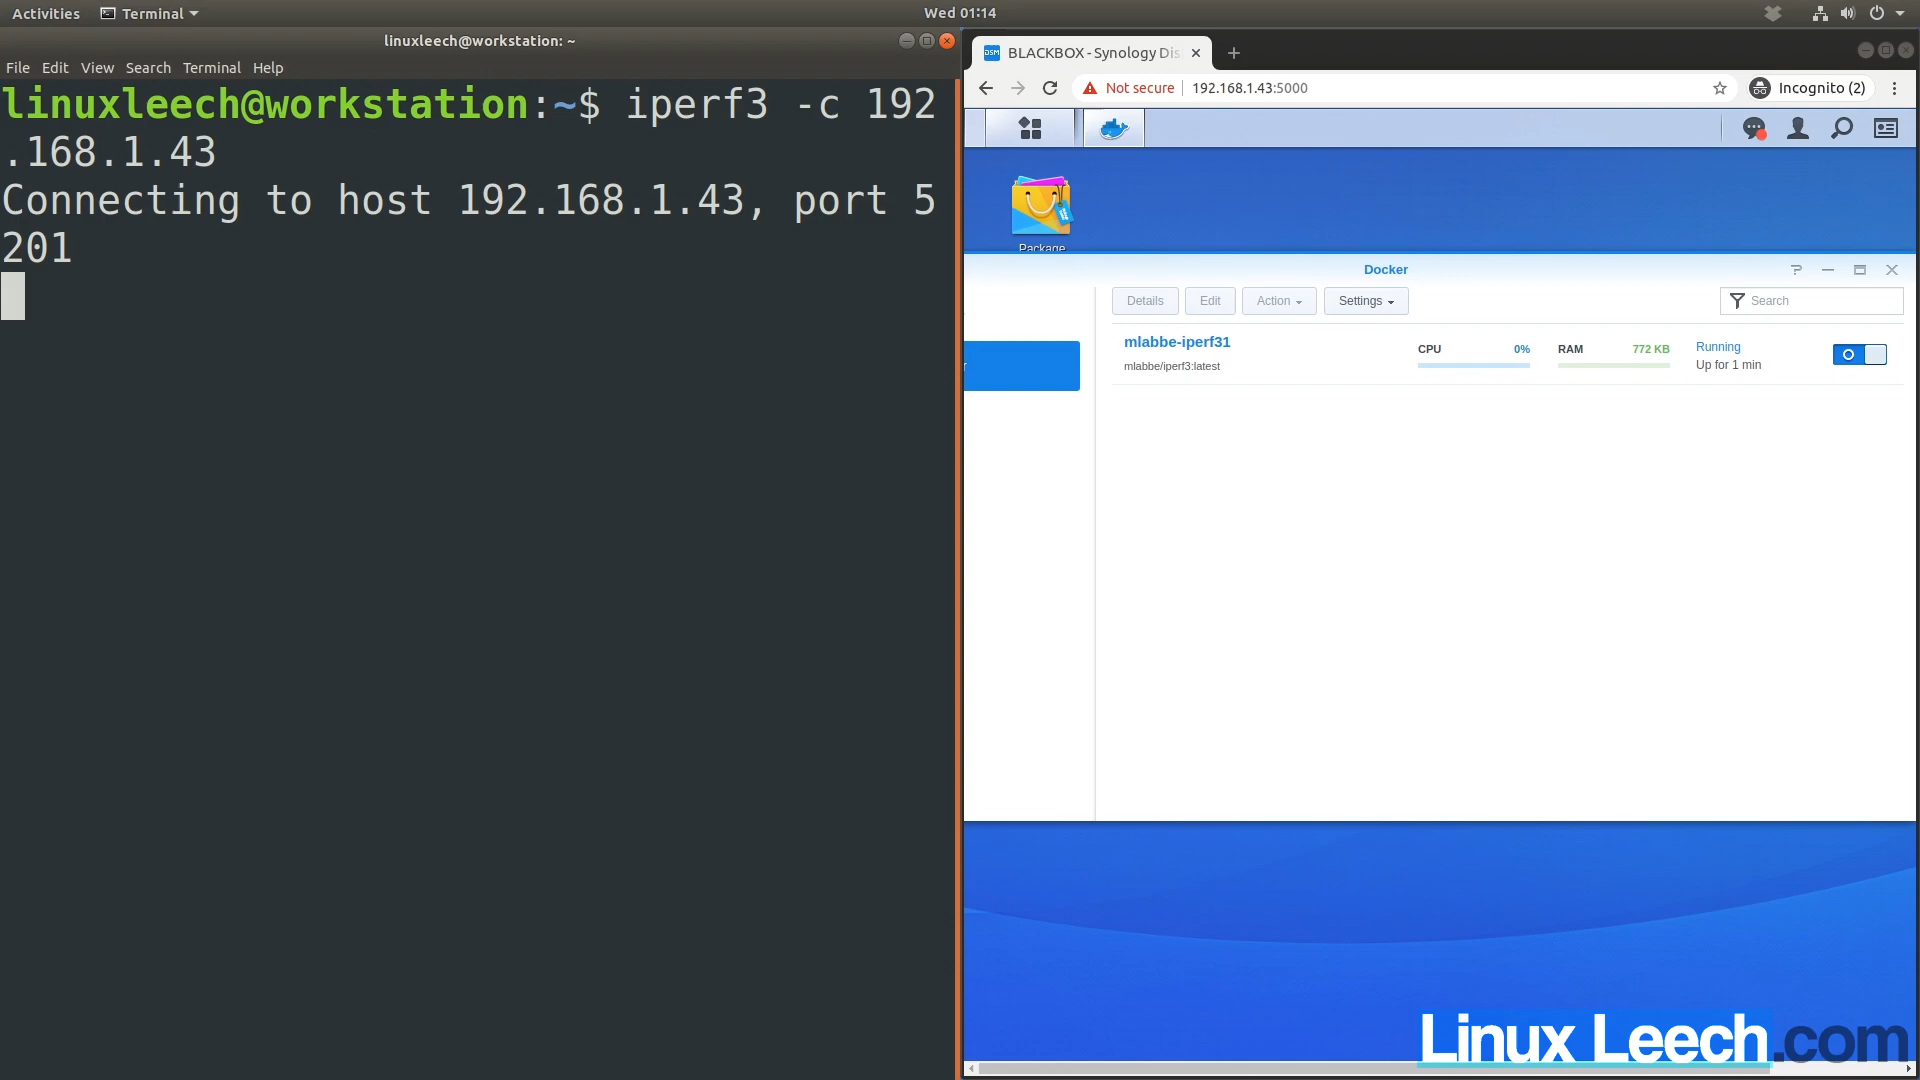 Activities Terminal Wed 01:14
linuxleech@workstation: ~
File Edit View Search Terminal Help
linuxleech@workstation:~$ iperf3 -c 192
.168.1.43
Connecting to host 192.168.1.43, port 5
201
BLACKBOX - Synology Dis
Not secure 192.168.1.43:5000 Incognito (2)
Package
Docker
Details Edit Action Settings Search
mlabbe-iperf31
mlabbe/iperf3:latest
CPU 0% RAM 772 KB
Running
Up for 1 min
Linux Leech.com